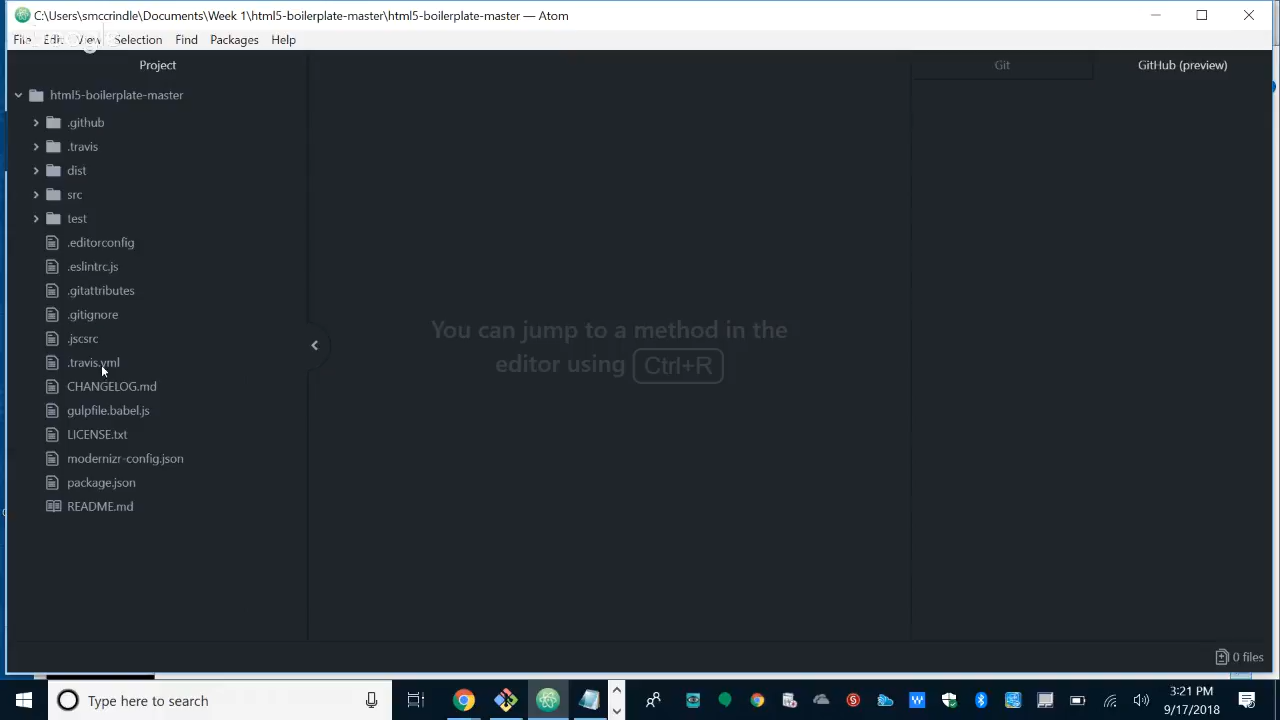 C:\Users\smccrindle\Documents\Week 1\html5-boilerplate-master\html5-boilerplate-master — Atom
File Edit View Selection Find Packages Help
Project
Git
GitHub (preview)
html5-boilerplate-master
.github
.travis
dist
src
test
.editorconfig
.eslintrc.js
.gitattributes
.gitignore
.jscsrc
.travis.yml
CHANGELOG.md
gulpfile.babel.js
LICENSE.txt
modernizr-config.json
package.json
README.md
You can jump to a method in the
editor using Ctrl+R
0 files
Type here to search
3:21 PM
9/17/2018